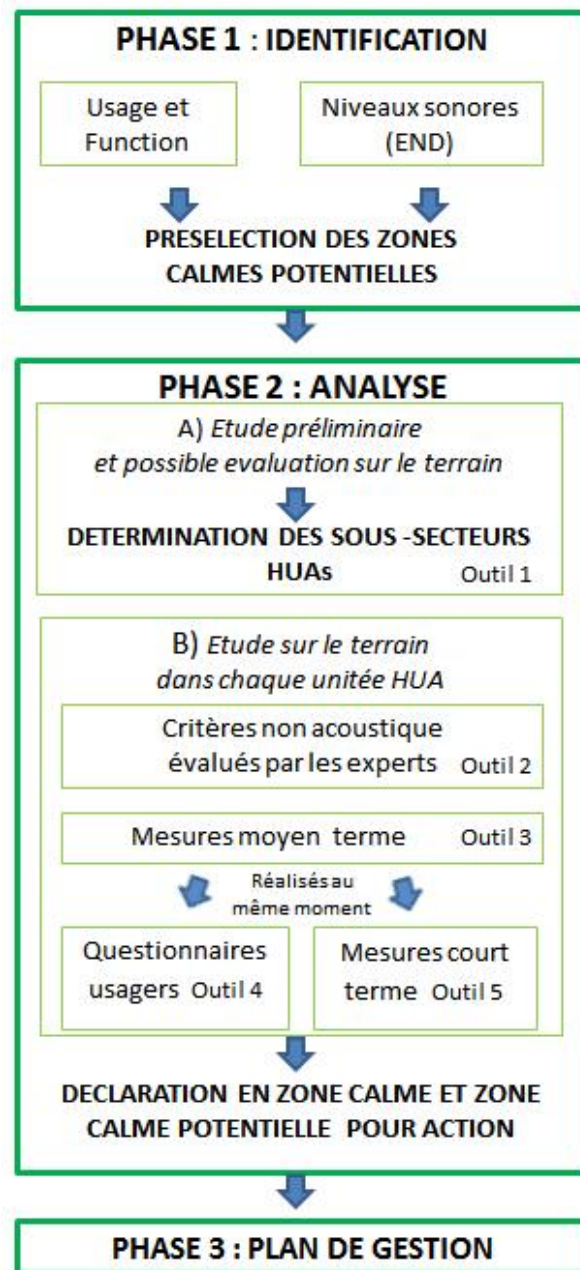 PHASE 1 : IDENTIFICATION
Usage et
Function
Niveaux sonores
(END)
PRESELECTION DES ZONES
CALMES POTENTIELLES
PHASE 2 : ANALYSE
A) Etude préliminaire
et possible evaluation sur le terrain
DETERMINATION DES SOUS -SECTEURS
HUAs Outil 1
B) Etude sur le terrain
dans chaque unitée HUA
Critères non acoustique
évalués par les experts Outil 2
Mesures moyen terme Outil 3
Réalisés au
même moment
Questionnaires
usagers Outil 4
Mesures court
terme Outil 5
DECLARATION EN ZONE CALME ET ZONE
CALME POTENTIELLE POUR ACTION
PHASE 3 : PLAN DE GESTION